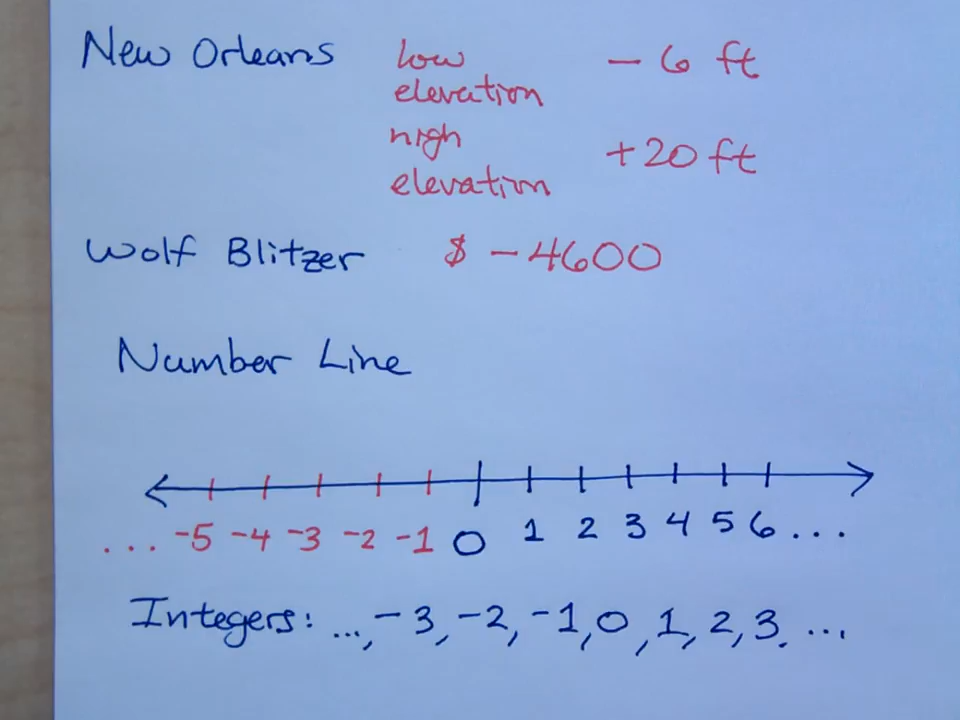 New Orleans low - 6 ft
elevation
high +20 ft
elevation
Wolf Blitzer $ -4600
Number Line
... -5 -4 -3 -2 -1 0 1 2 3 4 5 6 ...
Integers: ..., -3, -2, -1, 0, 1, 2, 3, ...